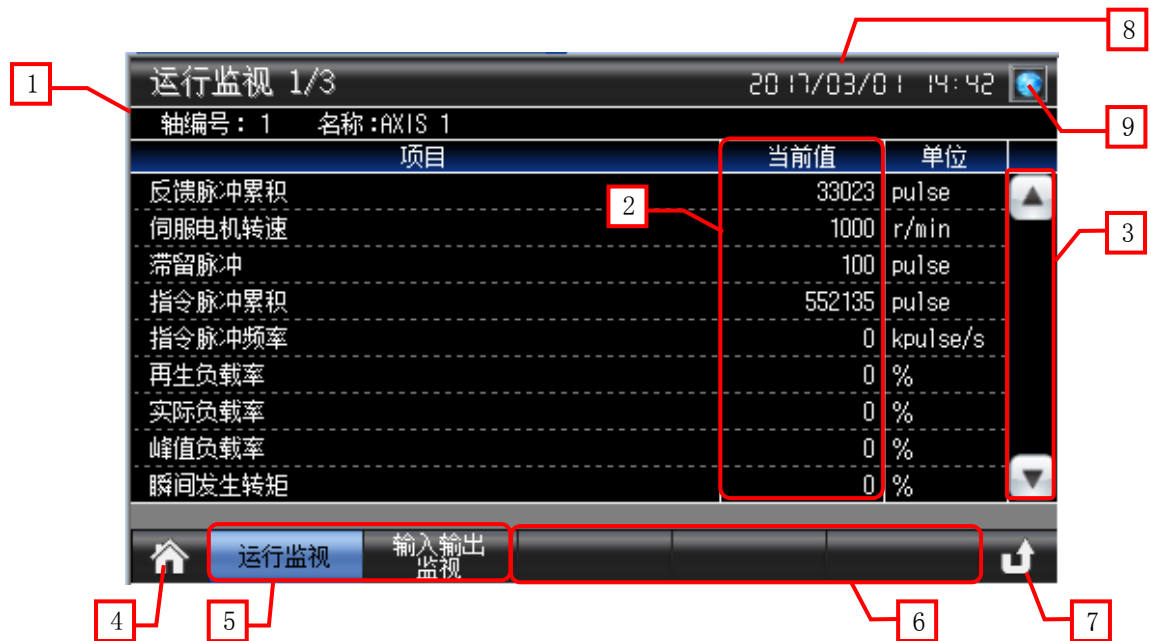 8
1
运行监视 1/3 2017/03/01 14:42
9
轴编号: 1 名称:AXIS 1
项目 当前值 单位
2
3
反馈脉冲累积 33023 pulse
伺服电机转速 1000 r/min
滞留脉冲 100 pulse
指令脉冲累积 552135 pulse
指令脉冲频率 0 kpulse/s
再生负载率 0 %
实际负载率 0 %
峰值负载率 0 %
瞬间发生转矩 0 %
运行监视 输入输出
监视
4 5 6 7